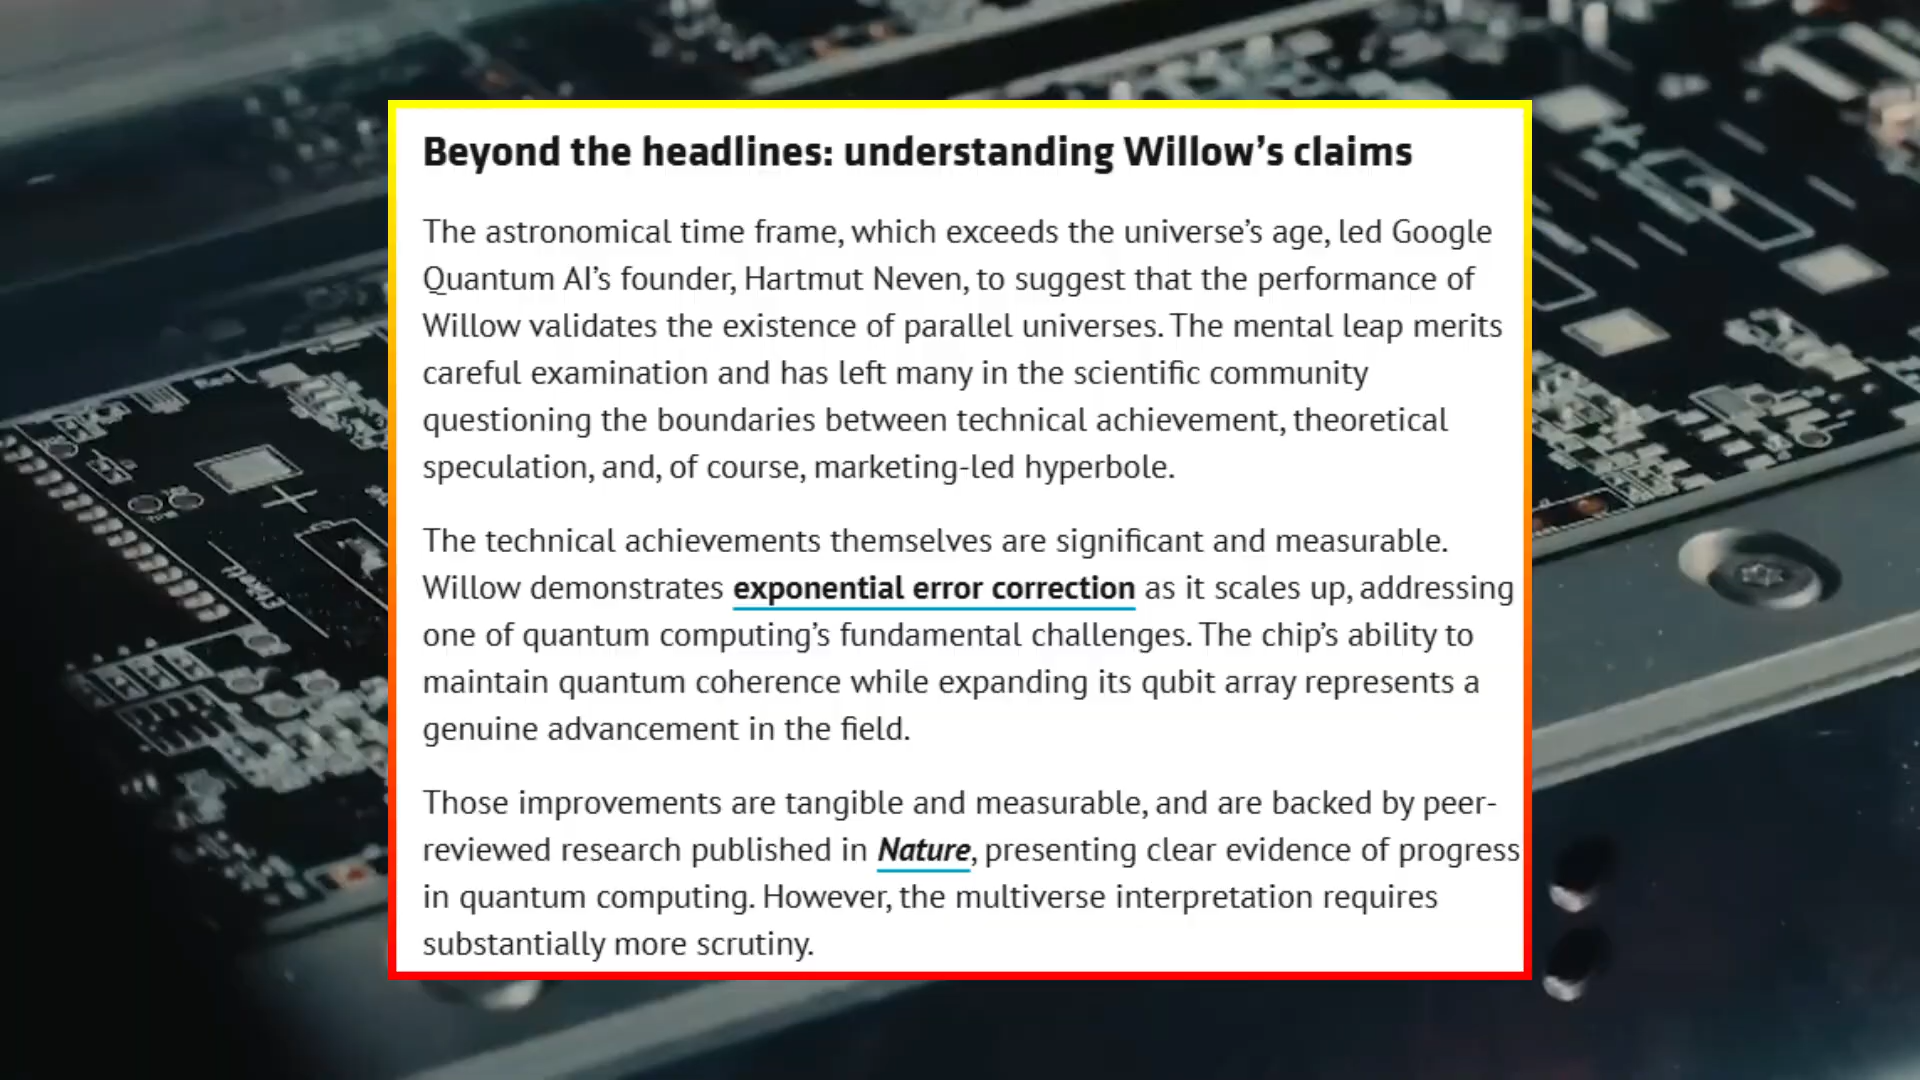 Beyond the headlines: understanding Willow’s claims
The astronomical time frame, which exceeds the universe’s age, led Google
Quantum AI’s founder, Hartmut Neven, to suggest that the performance of
Willow validates the existence of parallel universes. The mental leap merits
careful examination and has left many in the scientific community
questioning the boundaries between technical achievement, theoretical
speculation, and, of course, marketing-led hyperbole.
The technical achievements themselves are significant and measurable.
Willow demonstrates exponential error correction as it scales up, addressing
one of quantum computing’s fundamental challenges. The chip’s ability to
maintain quantum coherence while expanding its qubit array represents a
genuine advancement in the field.
Those improvements are tangible and measurable, and are backed by peer-
reviewed research published in Nature, presenting clear evidence of progress
in quantum computing. However, the multiverse interpretation requires
substantially more scrutiny.